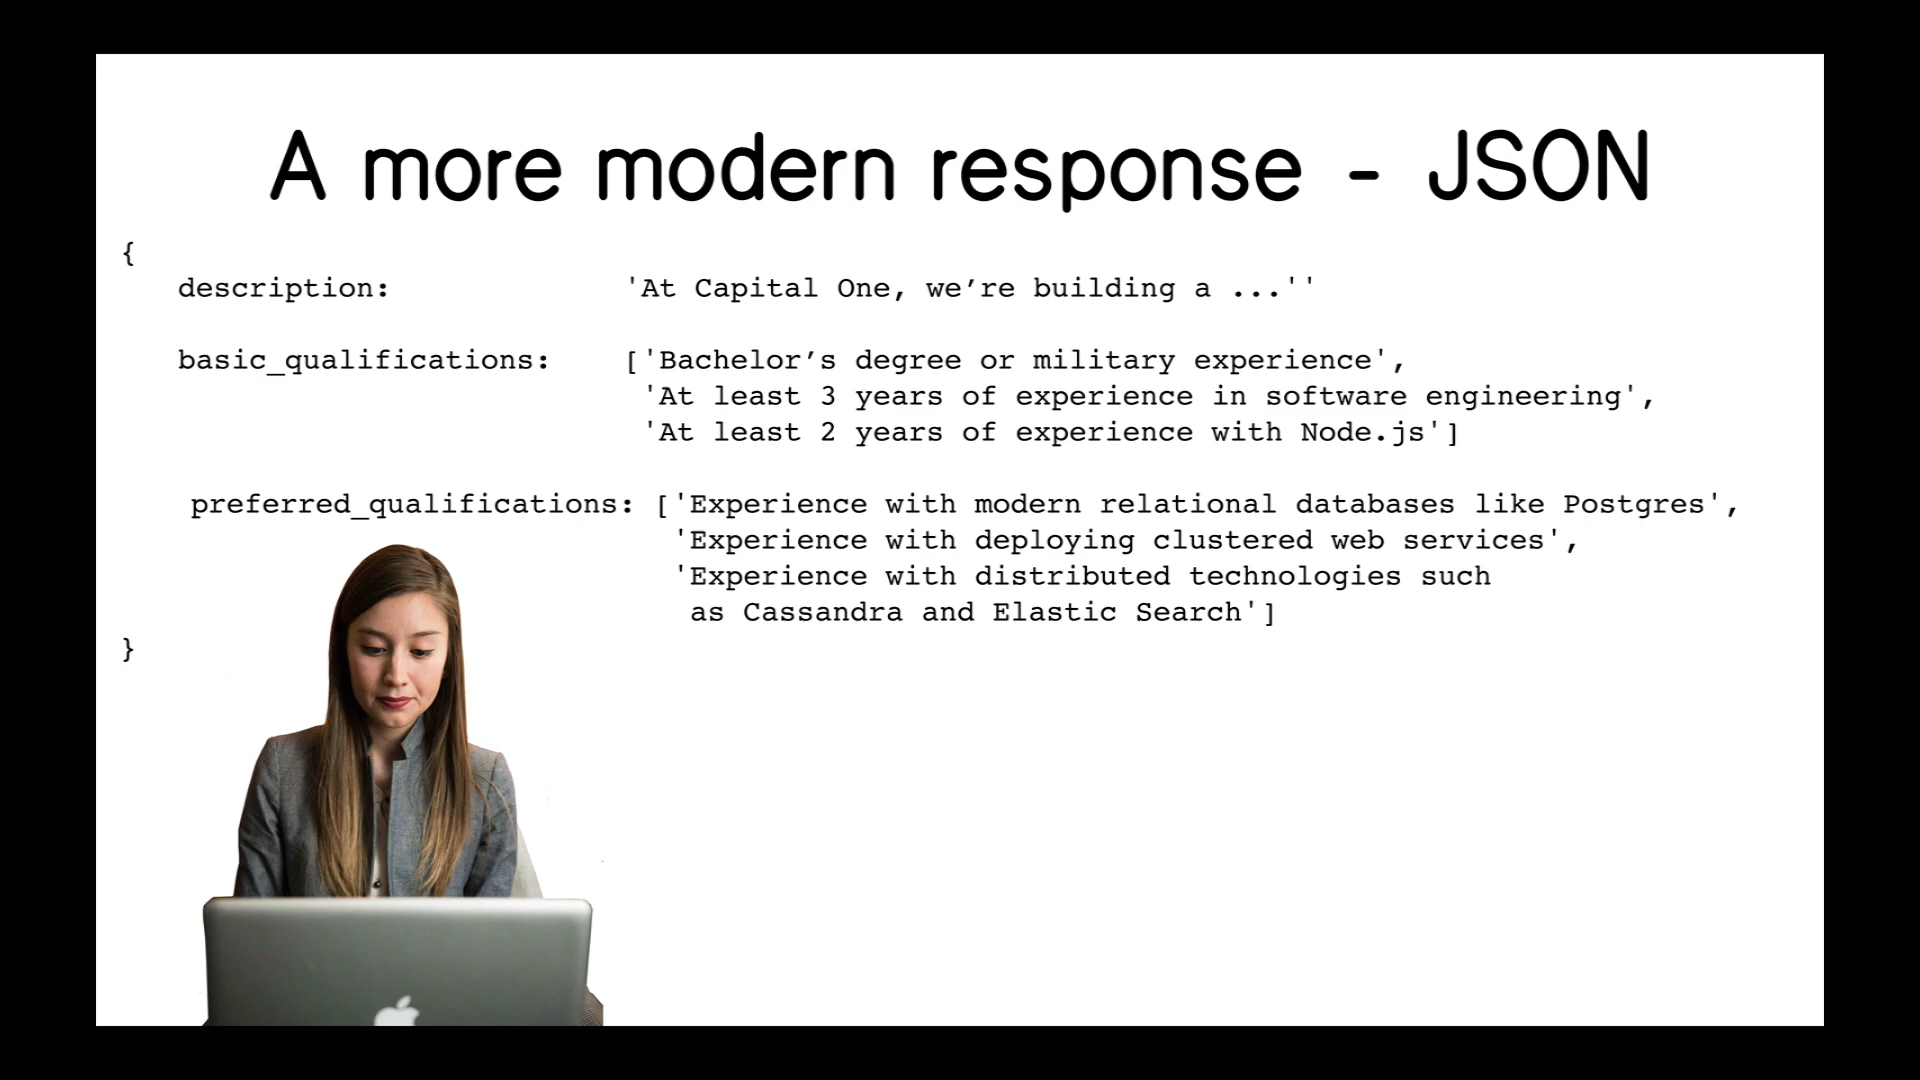 A more modern response - JSON
{
description: 'At Capital One, we’re building a ...''
basic_qualifications: ['Bachelor’s degree or military experience',
'At least 3 years of experience in software engineering',
'At least 2 years of experience with Node.js']
preferred_qualifications: ['Experience with modern relational databases like Postgres',
'Experience with deploying clustered web services',
'Experience with distributed technologies such
as Cassandra and Elastic Search']
}